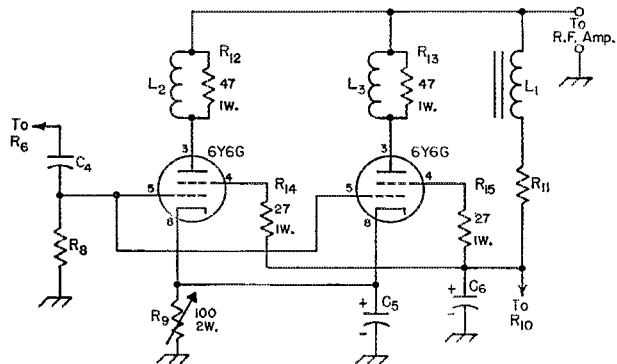 To
R.F. Amp.
R12
R13
L2
47
1W.
L3
47
1W.
L1
To
R6
C4
3
6Y6G
3
6Y6G
5
4
R14
5
4
R15
R11
8
27
1W.
8
27
1W.
R8
R9
100
2W.
+
C5
-
+
C6
-
To
R10